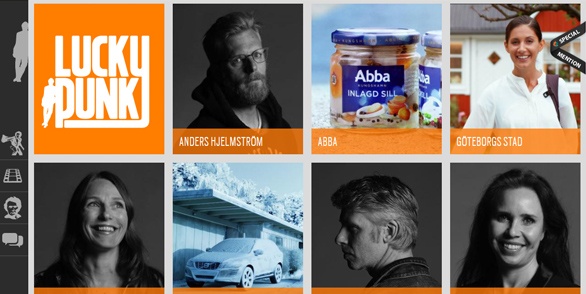 LUCKY
PUNK
ANDERS HJELMSTRÖM
Abba
INLAGD SILL
ABBA
SPECIAL
MENTION
GÖTEBORGS STAD